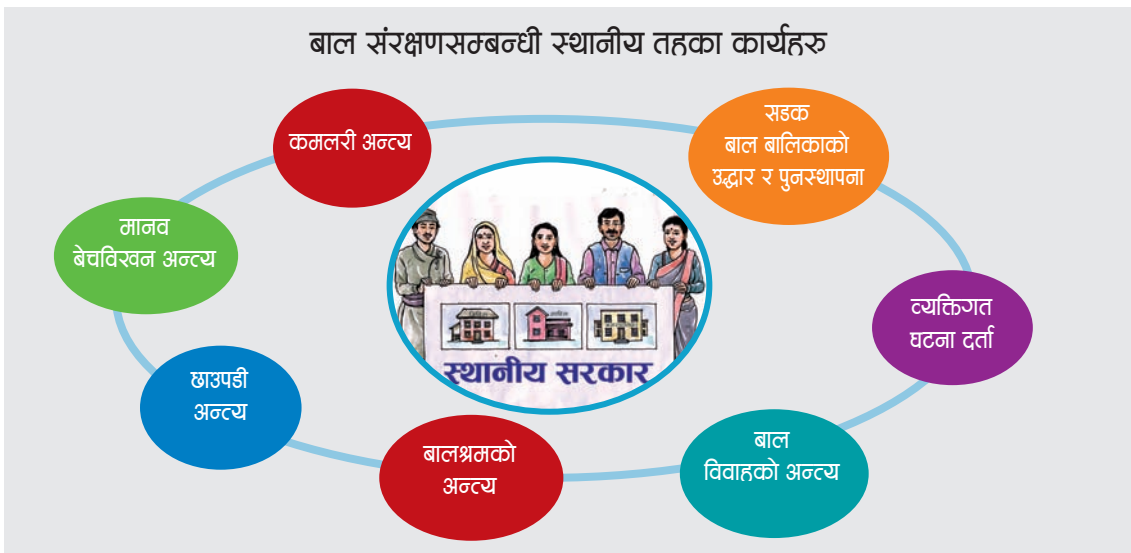 बाल संरक्षणसम्बन्धी स्थानीय तहका कार्यहरु
कमलरी अन्त्य
सडक
बाल बालिकाको
उद्धार र पुनस्थापना
मानव
बेचविखन अन्त्य
व्यक्तिगत
घटना दर्ता
छाउपडी
अन्त्य
बालश्रमको
अन्त्य
बाल
विवाहको अन्त्य
स्थानीय सरकार